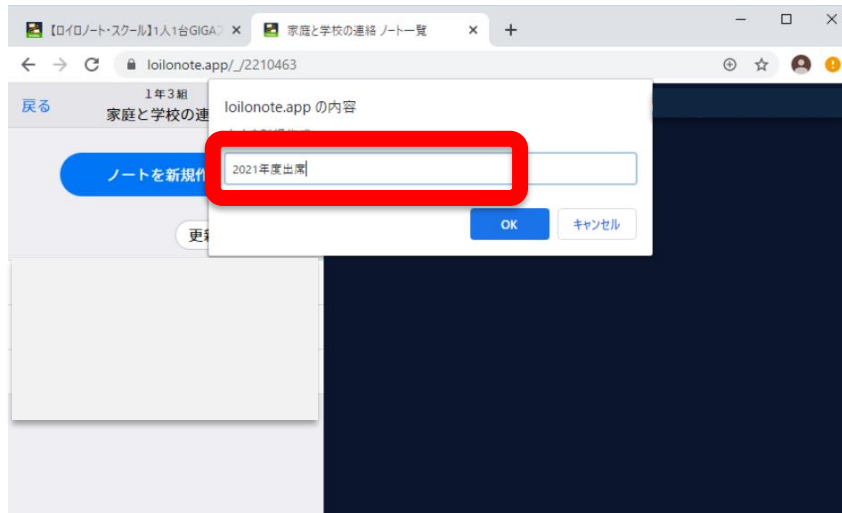 【ロイロノート・スクール】1人1台GIGAス
家庭と学校の連絡 ノート一覧
loilonote.app/_/2210463
戻る
1年3組
家庭と学校の連
loilonote.app の内容
2021年度出席
ノートを新規作
OK
キャンセル
更新